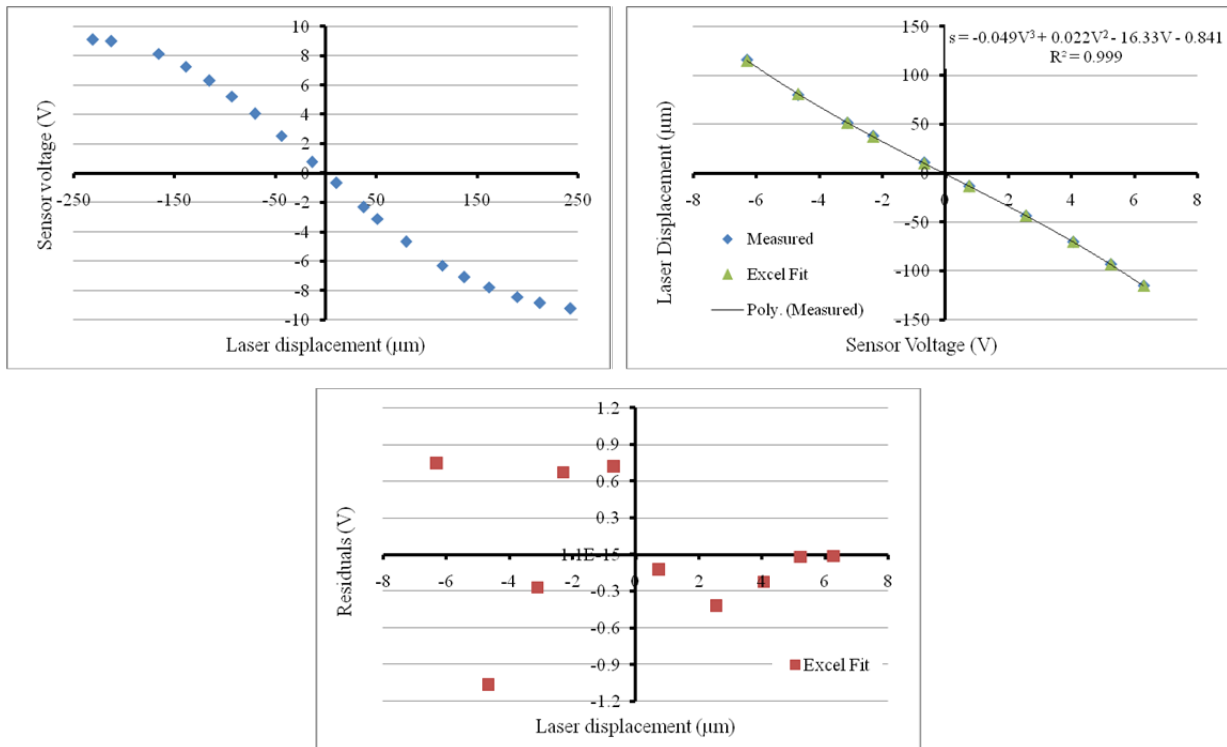 10
8
6
4
2
0
-2
-4
-6
-8
-10
-250 -150 -50 50 150 250
Sensor voltage (V)
Laser displacement (µm)
150
100
50
0
-50
-100
-150
-8 -6 -4 -2 0 2 4 6 8
s = -0.049V³ + 0.022V² - 16.33V - 0.841
R² = 0.999
Laser Displacement (µm)
Measured
Excel Fit
Poly. (Measured)
Sensor Voltage (V)
1.2
0.9
0.6
0.3
1.1E-15
-0.3
-0.6
-0.9
-1.2
-8 -6 -4 -2 0 2 4 6 8
Residuals (V)
Excel Fit
Laser displacement (µm)